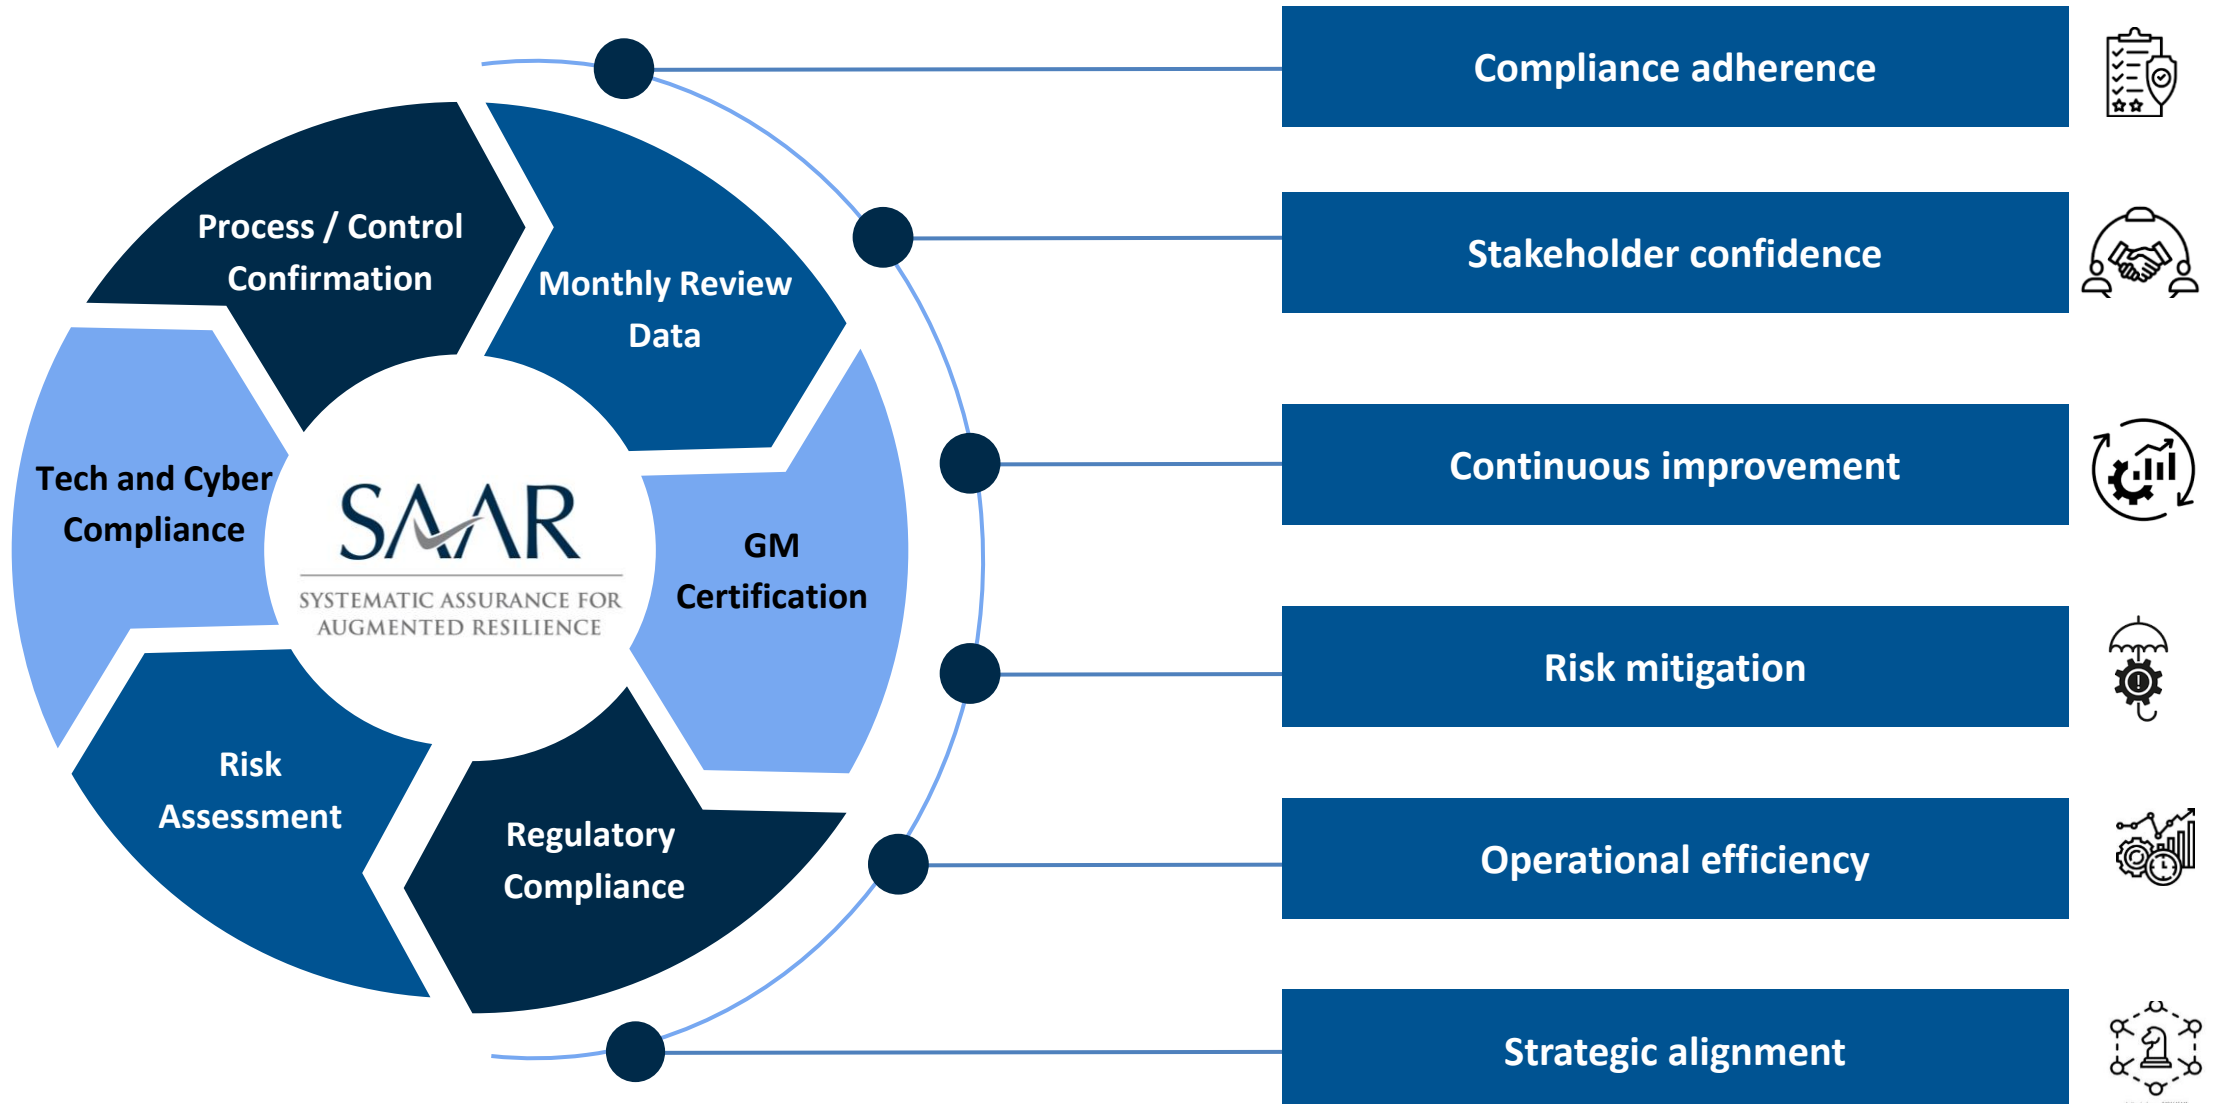 Process / Control
Confirmation
Monthly Review
Data
Tech and Cyber
Compliance
GM
Certification
Risk
Assessment
Regulatory
Compliance
SAAR
SYSTEMATIC ASSURANCE FOR
AUGMENTED RESILIENCE
Compliance adherence
Stakeholder confidence
Continuous improvement
Risk mitigation
Operational efficiency
Strategic alignment